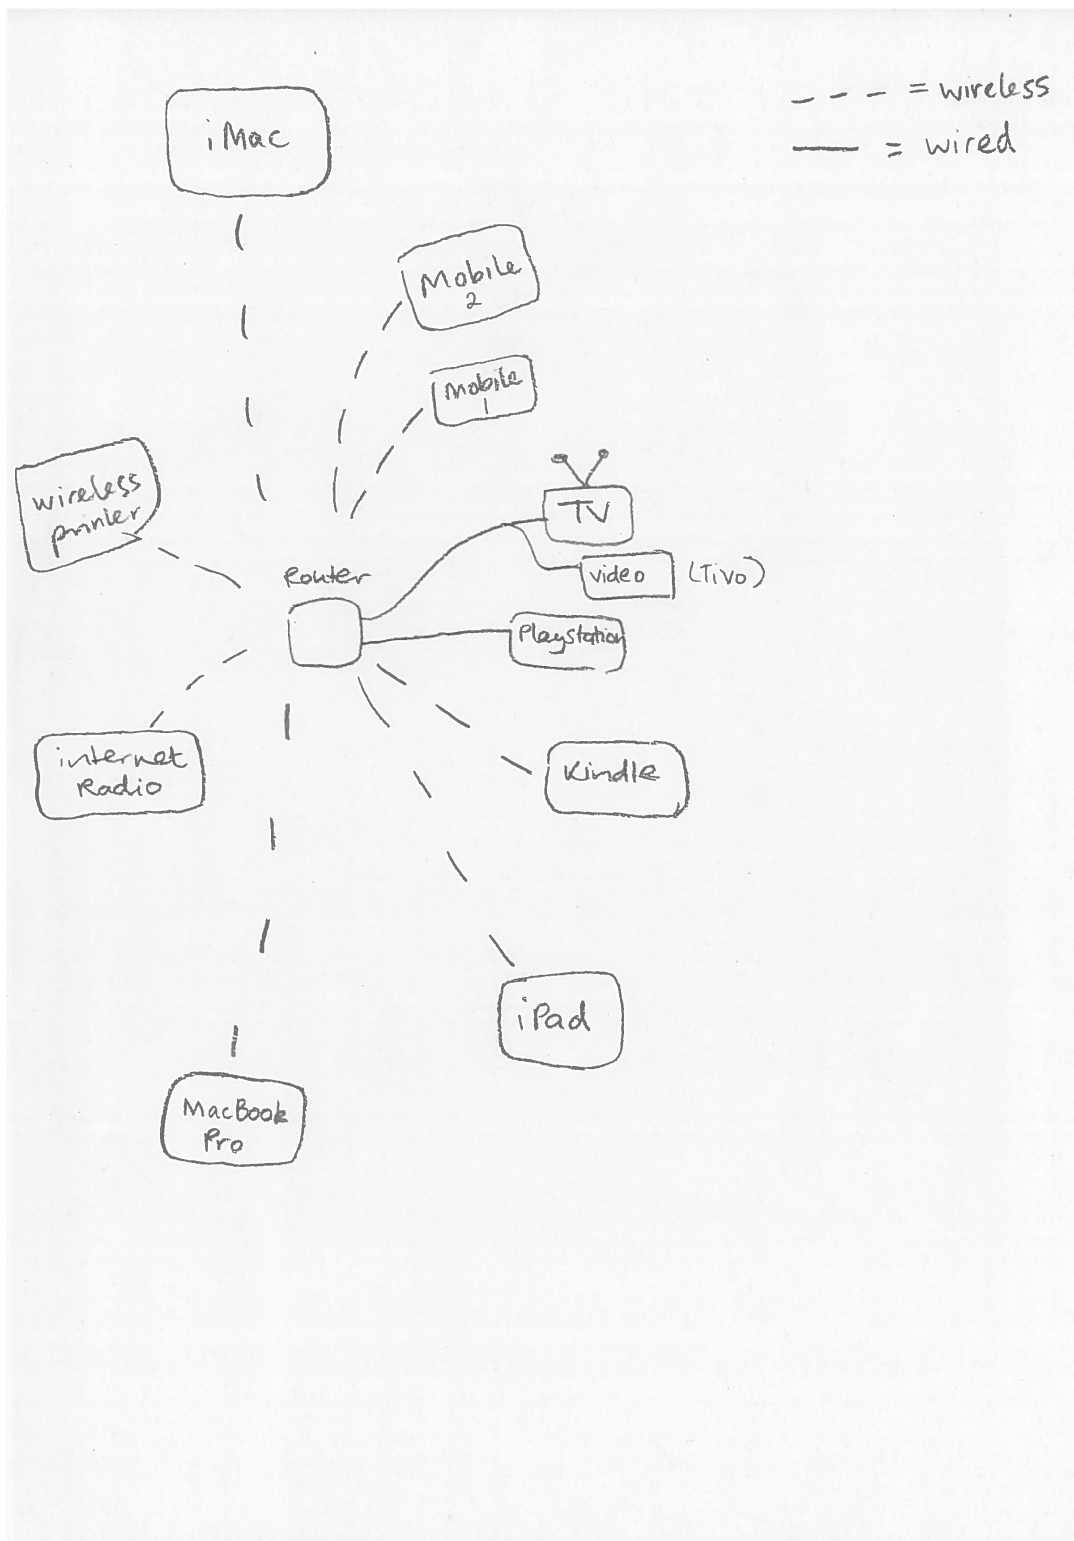 iMac
--- = wireless
— = wired
Mobile
2
Mobile
1
wireless
printer
TV
video (Tivo)
Router
Playstation
internet
Radio
Kindle
iPad
MacBook
Pro